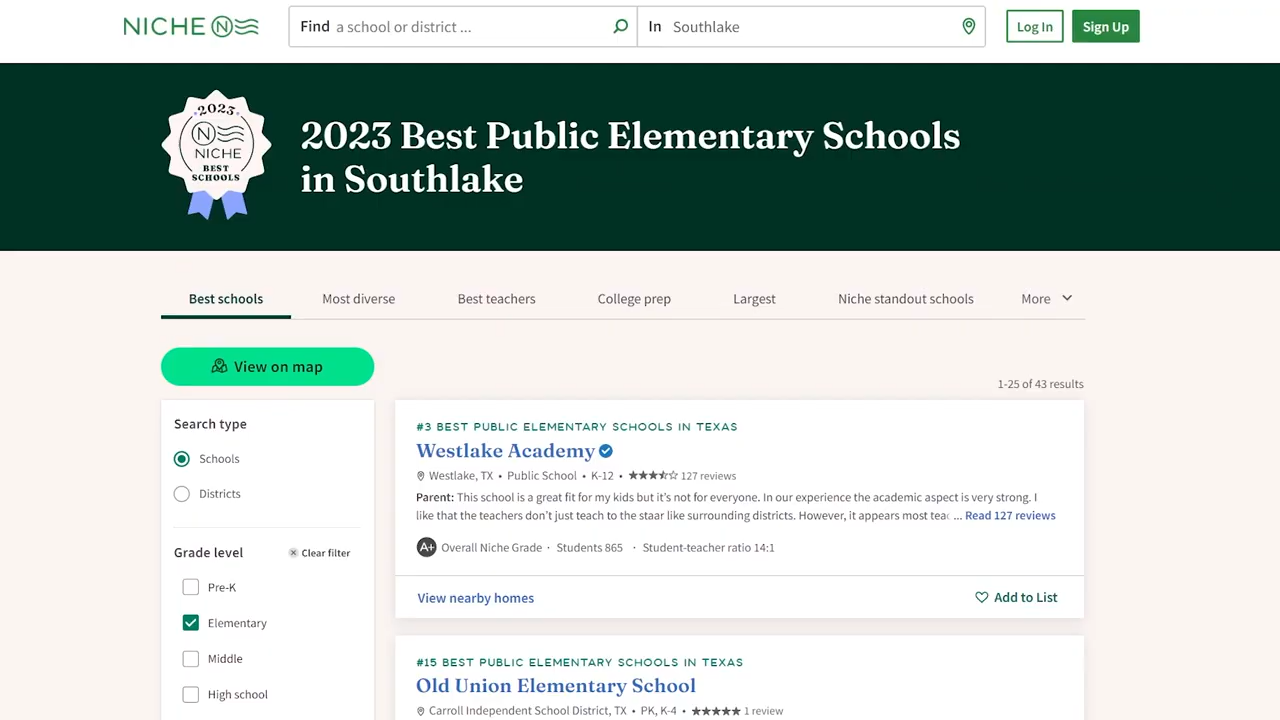 NICHE N
Find a school or district ...
In Southlake
Log In
Sign Up
2023
N
NICHE
BEST
SCHOOLS
2023 Best Public Elementary Schools
in Southlake
Best schools
Most diverse
Best teachers
College prep
Largest
Niche standout schools
More
View on map
1-25 of 43 results
Search type
Schools
Districts
Grade level
Clear filter
Pre-K
Elementary
Middle
High school
#3 BEST PUBLIC ELEMENTARY SCHOOLS IN TEXAS
Westlake Academy
Westlake, TX • Public School • K-12 • 127 reviews
Parent: This school is a great fit for my kids but it's not for everyone. In our experience the academic aspect is very strong. I
like that the teachers don't just teach to the staar like surrounding districts. However, it appears most tea ... Read 127 reviews
A+ Overall Niche Grade · Students 865 · Student-teacher ratio 14:1
View nearby homes
Add to List
#15 BEST PUBLIC ELEMENTARY SCHOOLS IN TEXAS
Old Union Elementary School
Carroll Independent School District, TX • PK, K-4 • 1 review